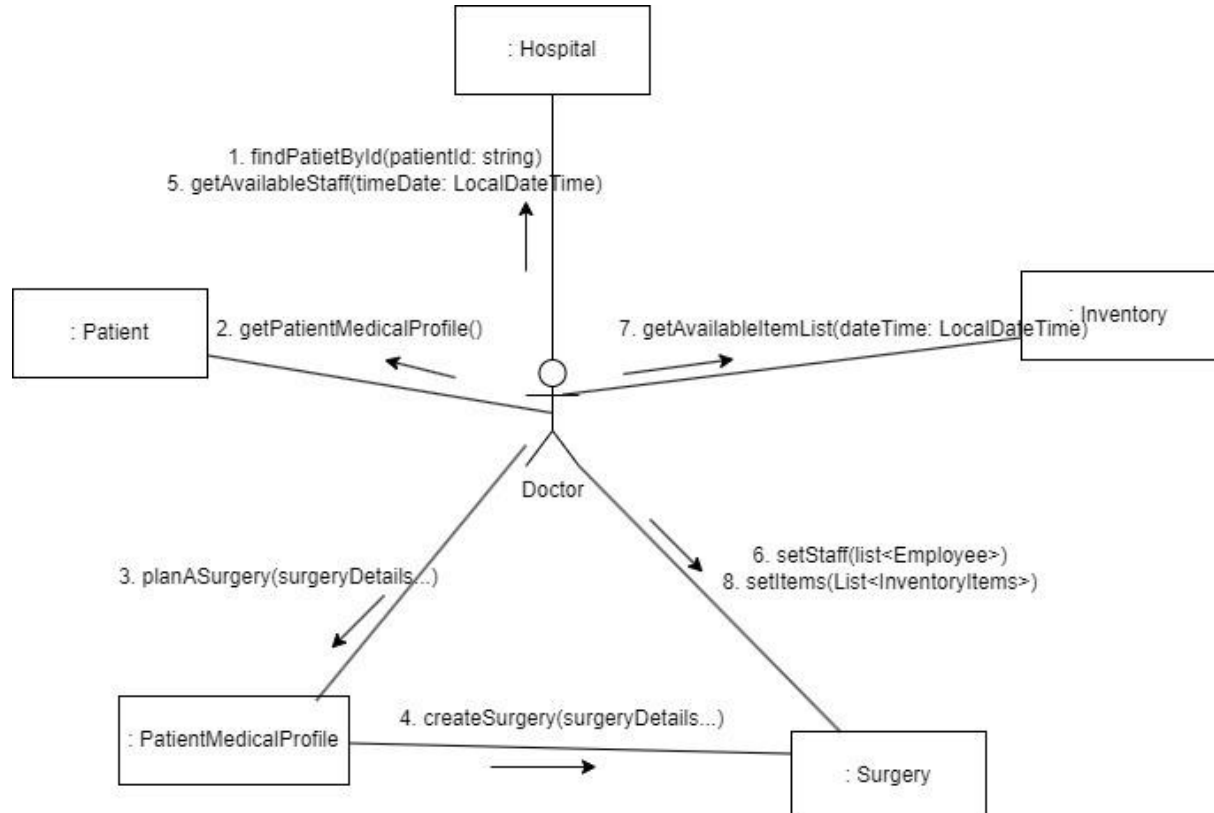 : Hospital
1. findPatietById(patientId: string)
5. getAvailableStaff(timeDate: LocalDateTime)
: Patient
2. getPatientMedicalProfile()
7. getAvailableItemList(dateTime: LocalDateTime)
: Inventory
Doctor
3. planASurgery(surgeryDetails...)
6. setStaff(list<Employee>)
8. setItems(List<InventoryItems>)
: PatientMedicalProfile
4. createSurgery(surgeryDetails...)
: Surgery